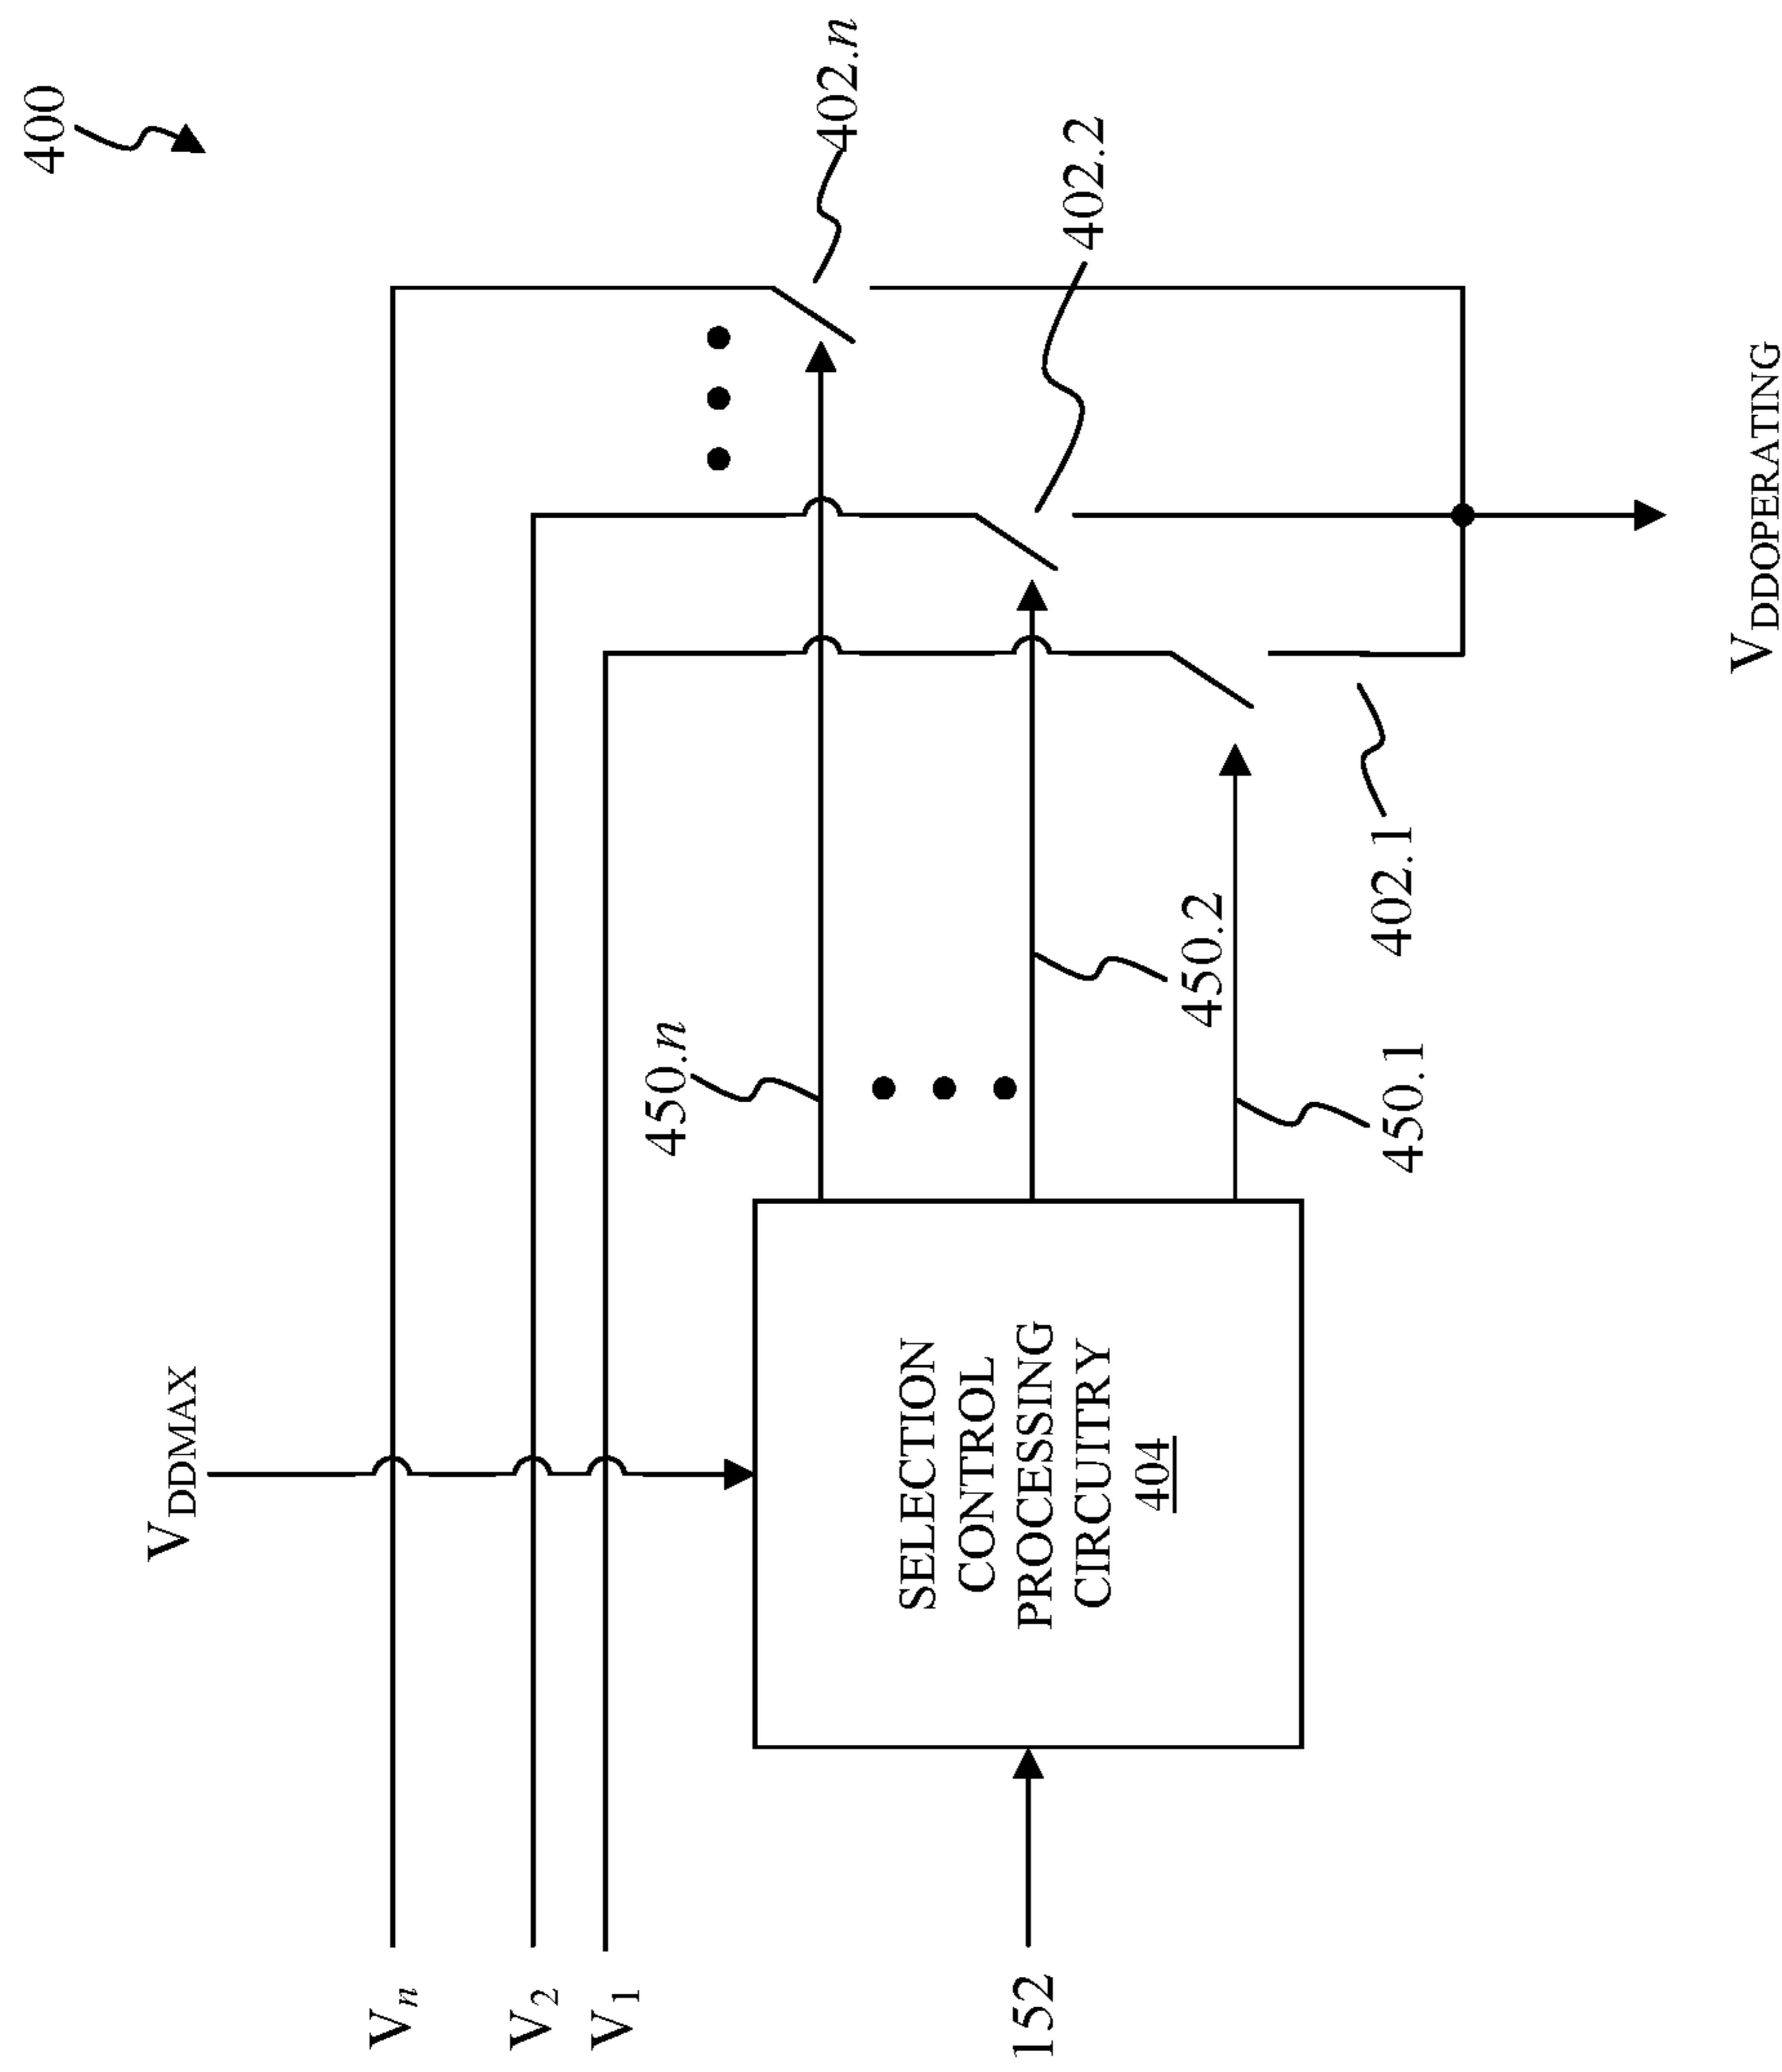 400
V_DDMAX
V_n
V_2
V_1
402.n
402.2
450.n
450.2
402.1
450.1
SELECTION
CONTROL
PROCESSING
CIRCUITRY
404
152
V_DDOPERATING